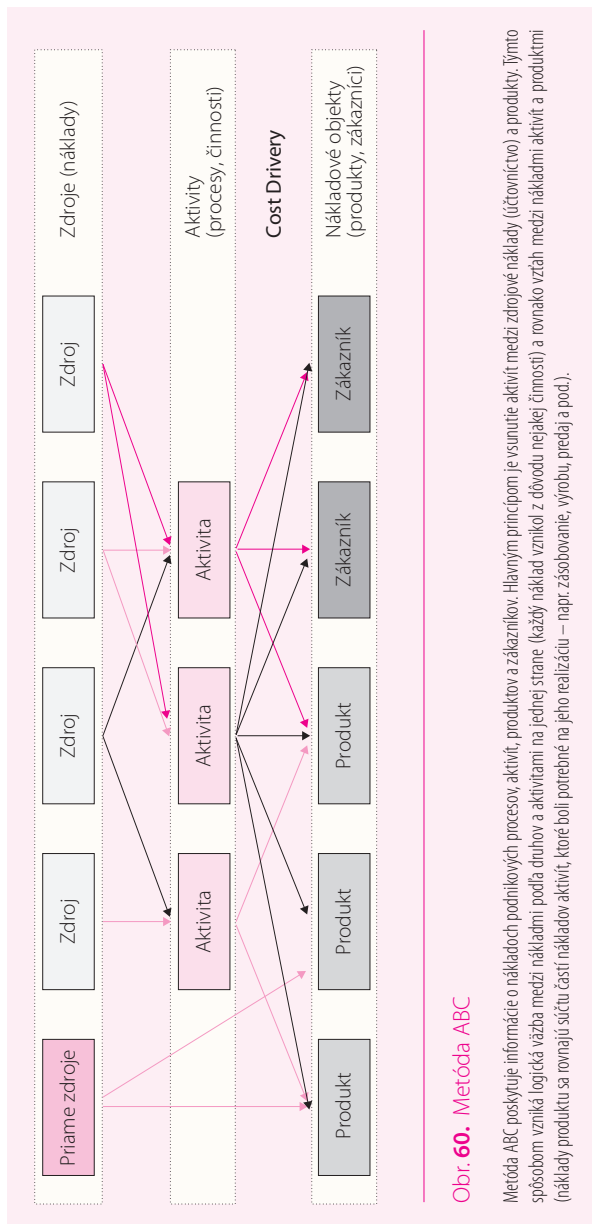 Priame zdroje
Zdroj
Zdroj
Zdroj
Zdroj
Zdroje (náklady)
Aktivita
Aktivita
Aktivita
Aktivity
(procesy, činnosti)
Cost Drivery
Produkt
Produkt
Produkt
Zákazník
Zákazník
Nákladové objekty
(produkty, zákazníci)
Obr. 60. Metóda ABC
Metóda ABC poskytuje informácie o nákladoch podnikových procesov, aktivít, produktov a zákazníkov. Hlavným princípom je vsunutie aktivít medzi zdrojové náklady (účtovníctvo) a produkty. Týmto
spôsobom vzniká logická väzba medzi nákladmi podľa druhov a aktivitami na jednej strane (každý náklad vznikol z dôvodu nejakej činnosti) a rovnako vzťah medzi nákladmi aktivít a produktmi
(náklady produktu sa rovnajú súčtu častí nákladov aktivít, ktoré boli potrebné na jeho realizáciu – napr. zásobovanie, výrobu, predaj a pod.).